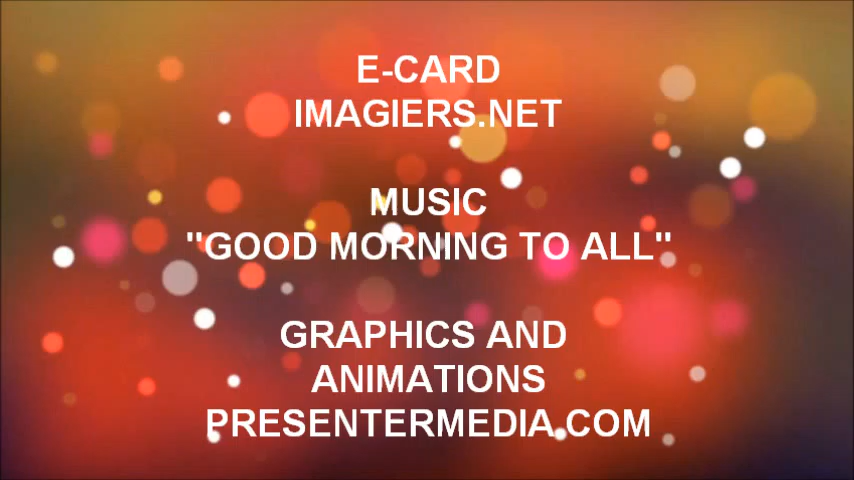 E-CARD
IMAGIERS.NET
MUSIC
"GOOD MORNING TO ALL"
GRAPHICS AND
ANIMATIONS
PRESENTERMEDIA.COM